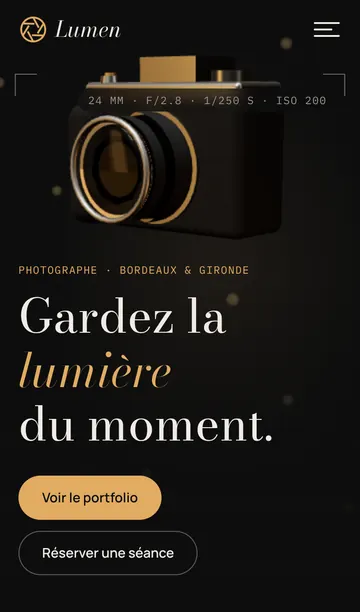 Lumen
24 MM · F/2.8 · 1/250 S · ISO 200
PHOTOGRAPHE · BORDEAUX & GIRONDE
Gardez la
lumière
du moment.
Voir le portfolio
Réserver une séance